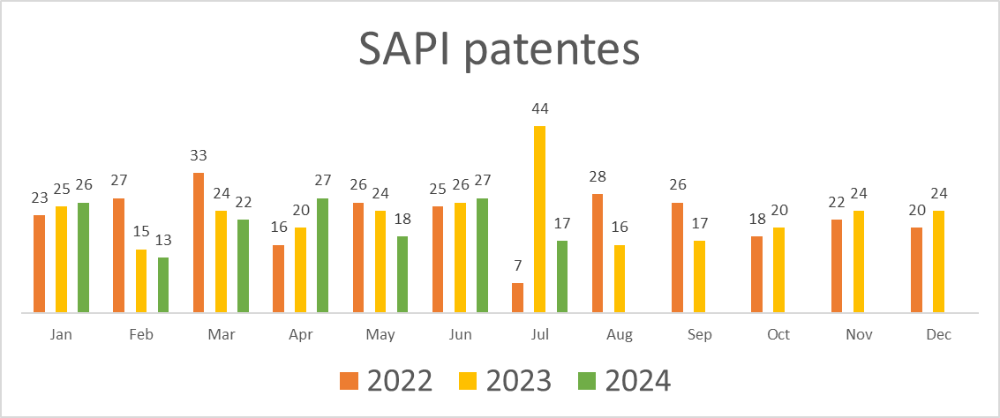 SAPI patentes
23 25 26 27 15 13 33 24 22 16 20 27 26 24 18 25 26 27 7 44 17 28 16 26 17 18 20 22 24 20 24
Jan Feb Mar Apr May Jun Jul Aug Sep Oct Nov Dec
2022 2023 2024